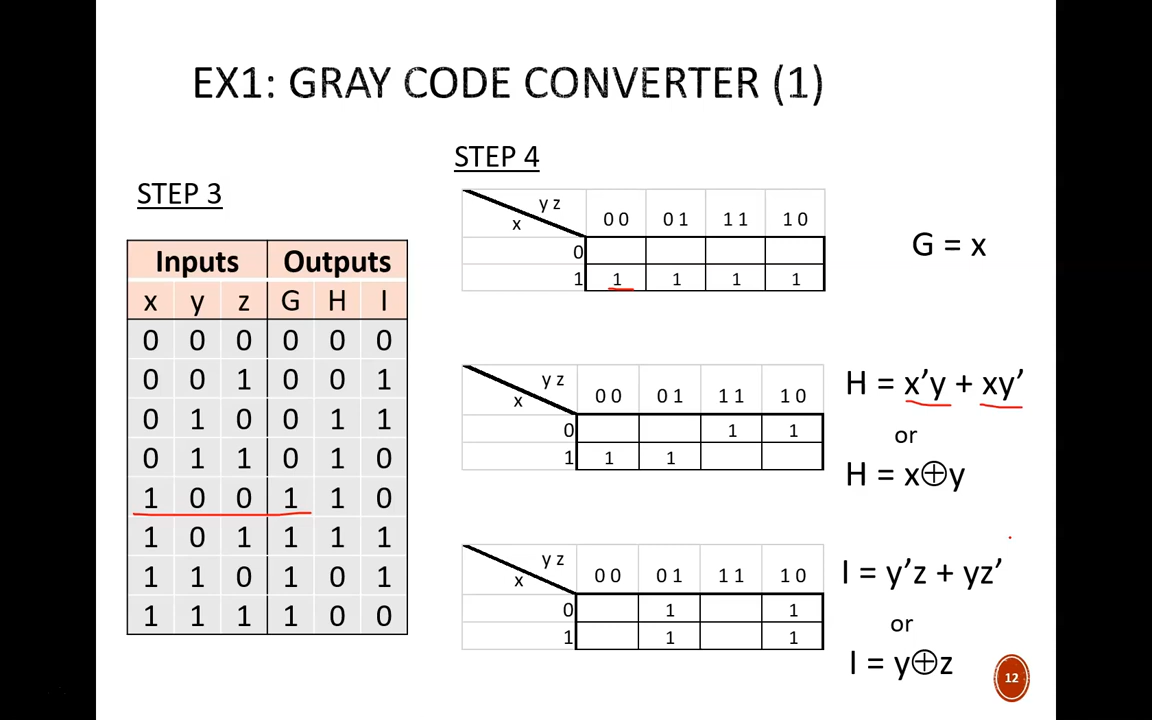 EX1: GRAY CODE CONVERTER (1)
STEP 3
Inputs Outputs
x y z G H I
0 0 0 0 0 0
0 0 1 0 0 1
0 1 0 0 1 1
0 1 1 0 1 0
1 0 0 1 1 0
1 0 1 1 1 1
1 1 0 1 0 1
1 1 1 1 0 0
STEP 4
y z
x
0 0 0 1 1 1 1 0
0
1 1 1 1 1
G = x
y z
x
0 0 0 1 1 1 1 0
0 1 1
1 1 1
H = x’y + xy’
or
H = x⊕y
y z
x
0 0 0 1 1 1 1 0
0 1 1
1 1 1
I = y’z + yz’
or
I = y⊕z
12